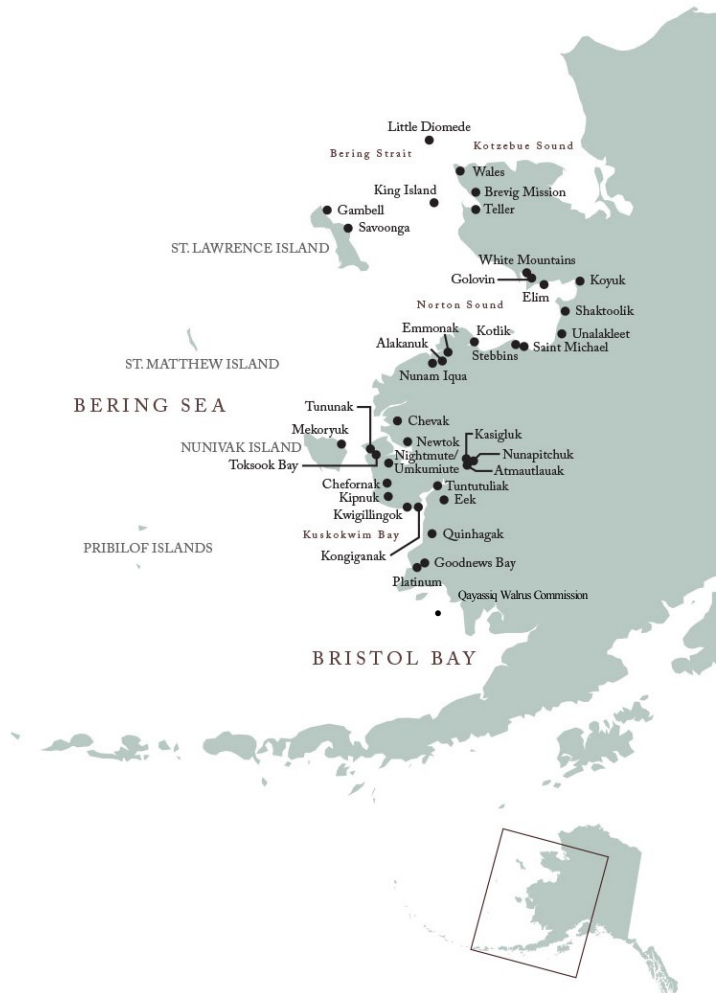 Little Diomede
Kotzebue Sound
Bering Strait
Wales
King Island
Brevig Mission
Gambell
Teller
Savoonga
ST. LAWRENCE ISLAND
White Mountains
Golovin
Koyuk
Elim
Norton Sound
Shaktoolik
Emmonak
Kotlik
Unalakleet
Alakanuk
Stebbins
Saint Michael
ST. MATTHEW ISLAND
Nunam Iqua
BERING SEA
Tununak
Chevak
Mekoryuk
Kasigluk
NUNIVAK ISLAND
Newtok
Nightmute/
Umkumiute
Nunapitchuk
Toksook Bay
Atmautlauak
Chefornak
Tuntutuliak
Kipnuk
Eek
Kwigillingok
Kuskokwim Bay
Quinhagak
PRIBILOF ISLANDS
Kongiganak
Goodnews Bay
Platinum
Qayassiq Walrus Commission
BRISTOL BAY